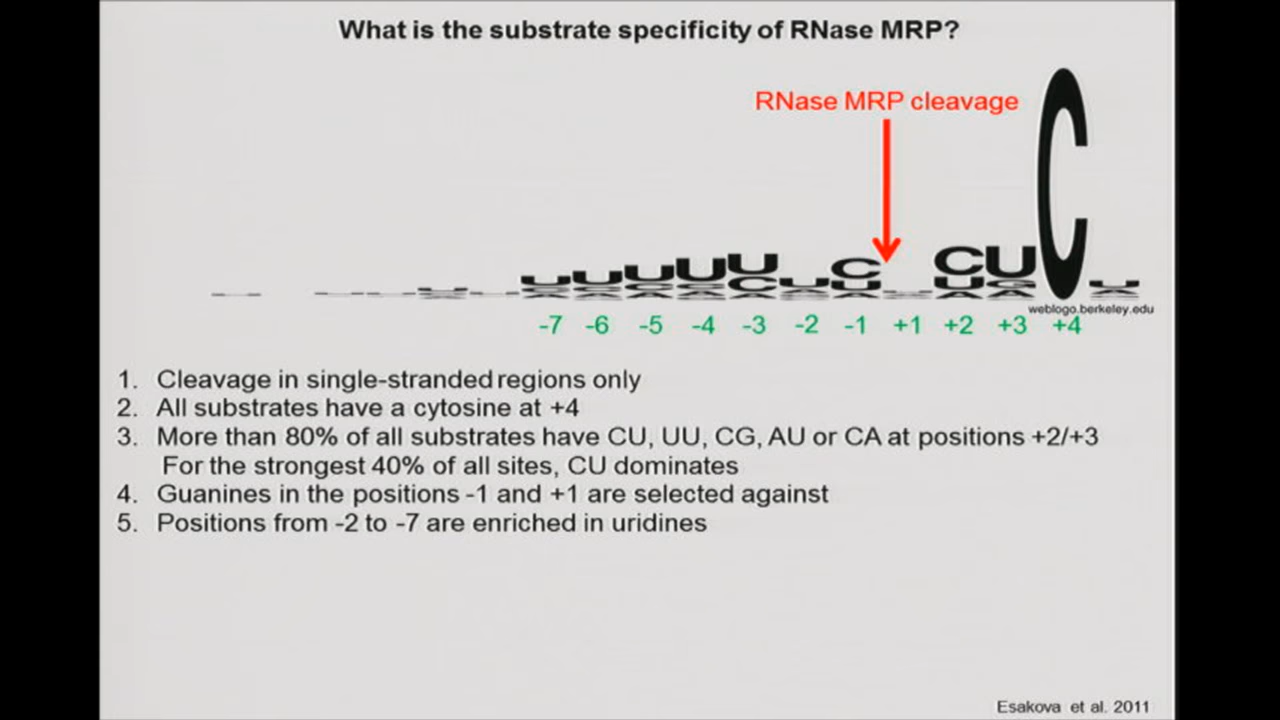 What is the substrate specificity of RNase MRP?
RNase MRP cleavage
weblogo.berkeley.edu
-7 -6 -5 -4 -3 -2 -1 +1 +2 +3 +4
1. Cleavage in single-stranded regions only
2. All substrates have a cytosine at +4
3. More than 80% of all substrates have CU, UU, CG, AU or CA at positions +2/+3
For the strongest 40% of all sites, CU dominates
4. Guanines in the positions -1 and +1 are selected against
5. Positions from -2 to -7 are enriched in uridines
Esakova et al. 2011